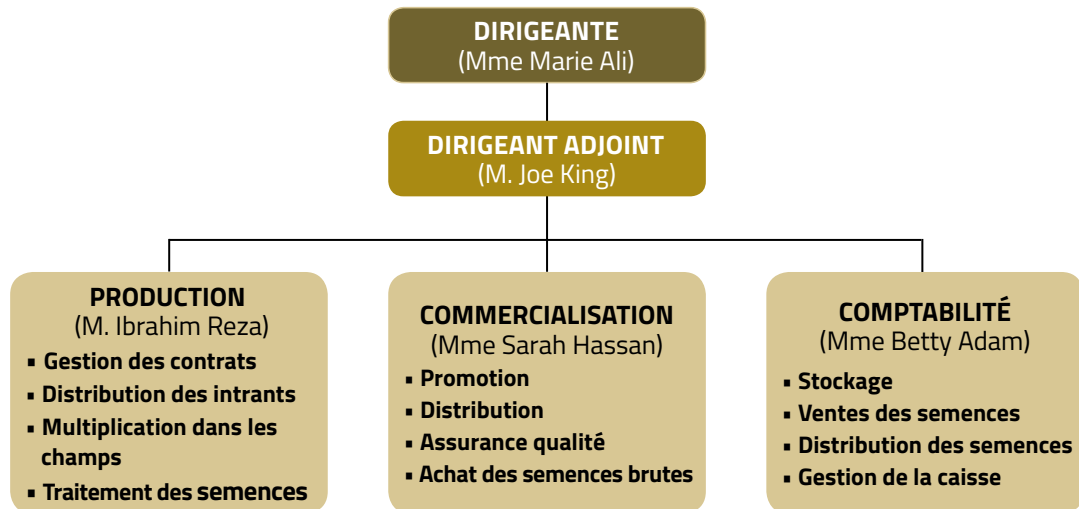 DIRIGEANTE
(Mme Marie Ali)
DIRIGEANT ADJOINT
(M. Joe King)
PRODUCTION
(M. Ibrahim Reza)
▪ Gestion des contrats
▪ Distribution des intrants
▪ Multiplication dans les
champs
▪ Traitement des semences
COMMERCIALISATION
(Mme Sarah Hassan)
▪ Promotion
▪ Distribution
▪ Assurance qualité
▪ Achat des semences brutes
COMPTABILITÉ
(Mme Betty Adam)
▪ Stockage
▪ Ventes des semences
▪ Distribution des semences
▪ Gestion de la caisse